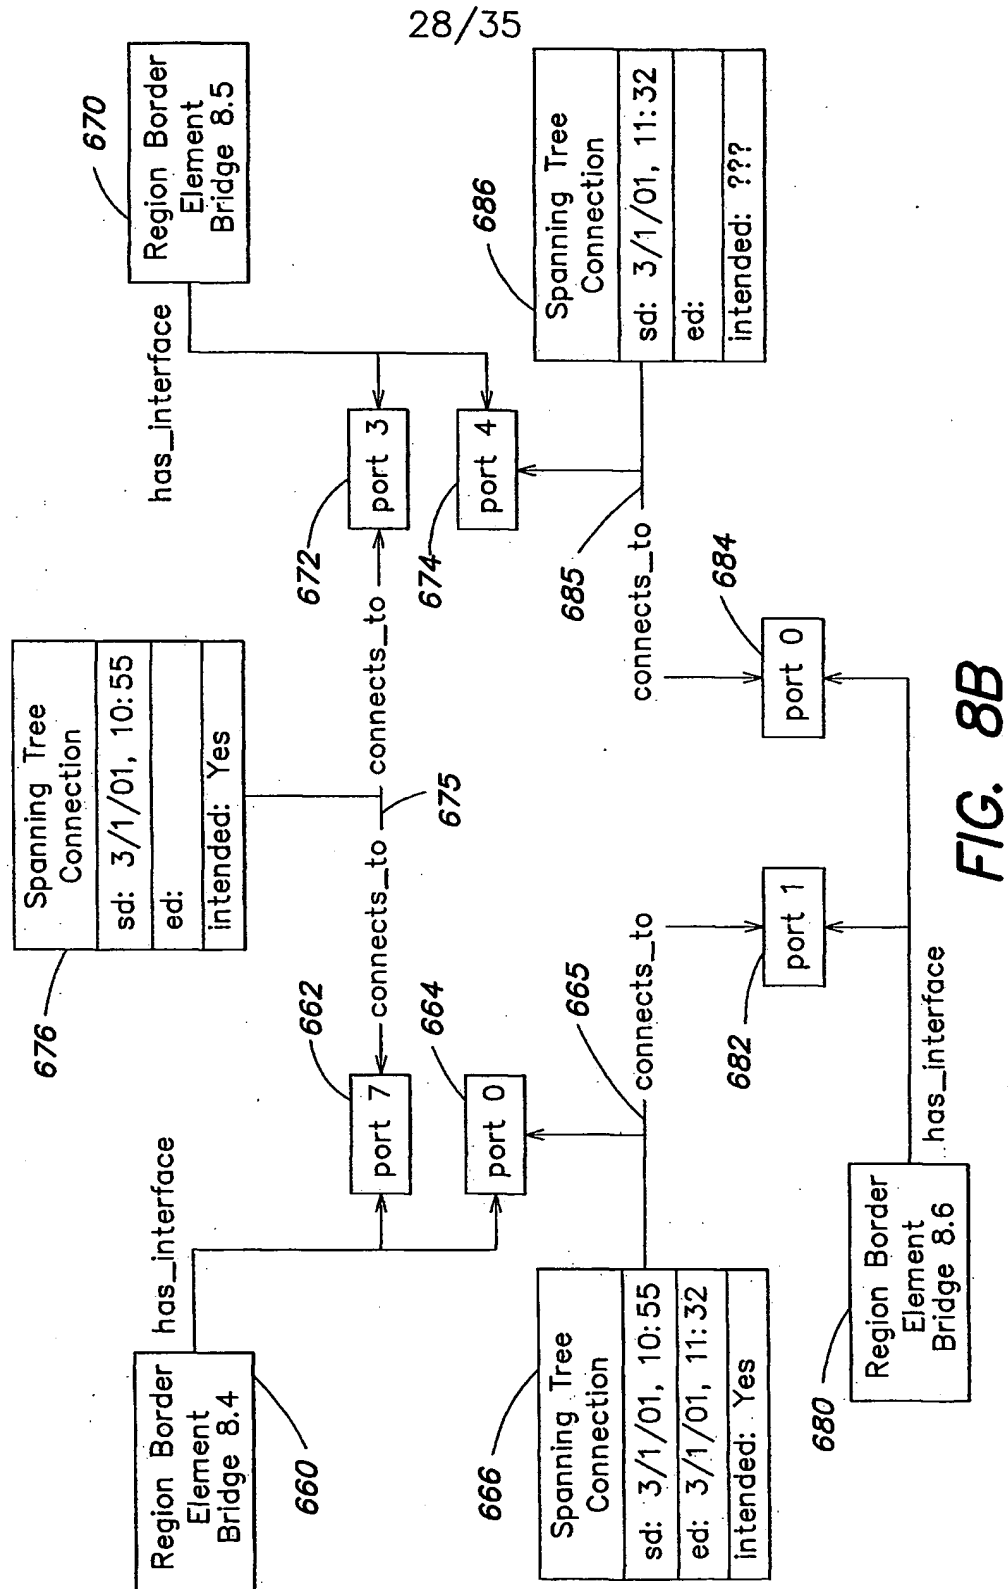 28/35
Region Border
Element
Bridge 8.4
660
has_interface
port 7
662
port 0
664
Spanning Tree
Connection
sd: 3/1/01, 10:55
ed:
intended: Yes
676
connects_to
connects_to
675
Region Border
Element
Bridge 8.5
670
has_interface
port 3
672
port 4
674
Spanning Tree
Connection
sd: 3/1/01, 10:55
ed: 3/1/01, 11:32
intended: Yes
666
665
connects_to
port 1
682
Spanning Tree
Connection
sd: 3/1/01, 11:32
ed:
intended: ???
686
685
connects_to
port 0
684
Region Border
Element
Bridge 8.6
680
has_interface
FIG. 8B